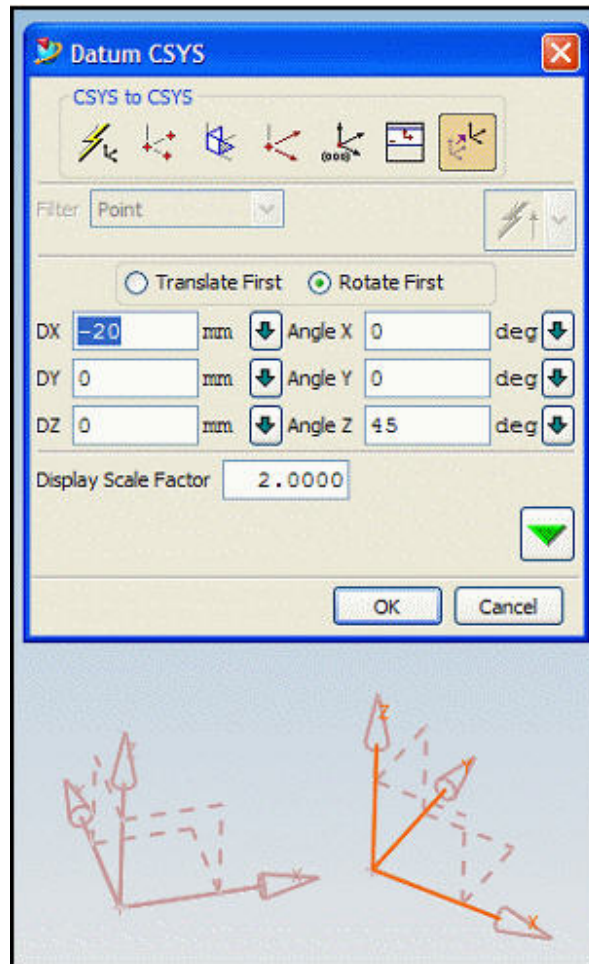 Datum CSYS
CSYS to CSYS
(000)
Filter Point
Translate First Rotate First
DX -20 mm Angle X 0 deg
DY 0 mm Angle Y 0 deg
DZ 0 mm Angle Z 45 deg
Display Scale Factor 2.0000
OK Cancel
Z
Y
X
X